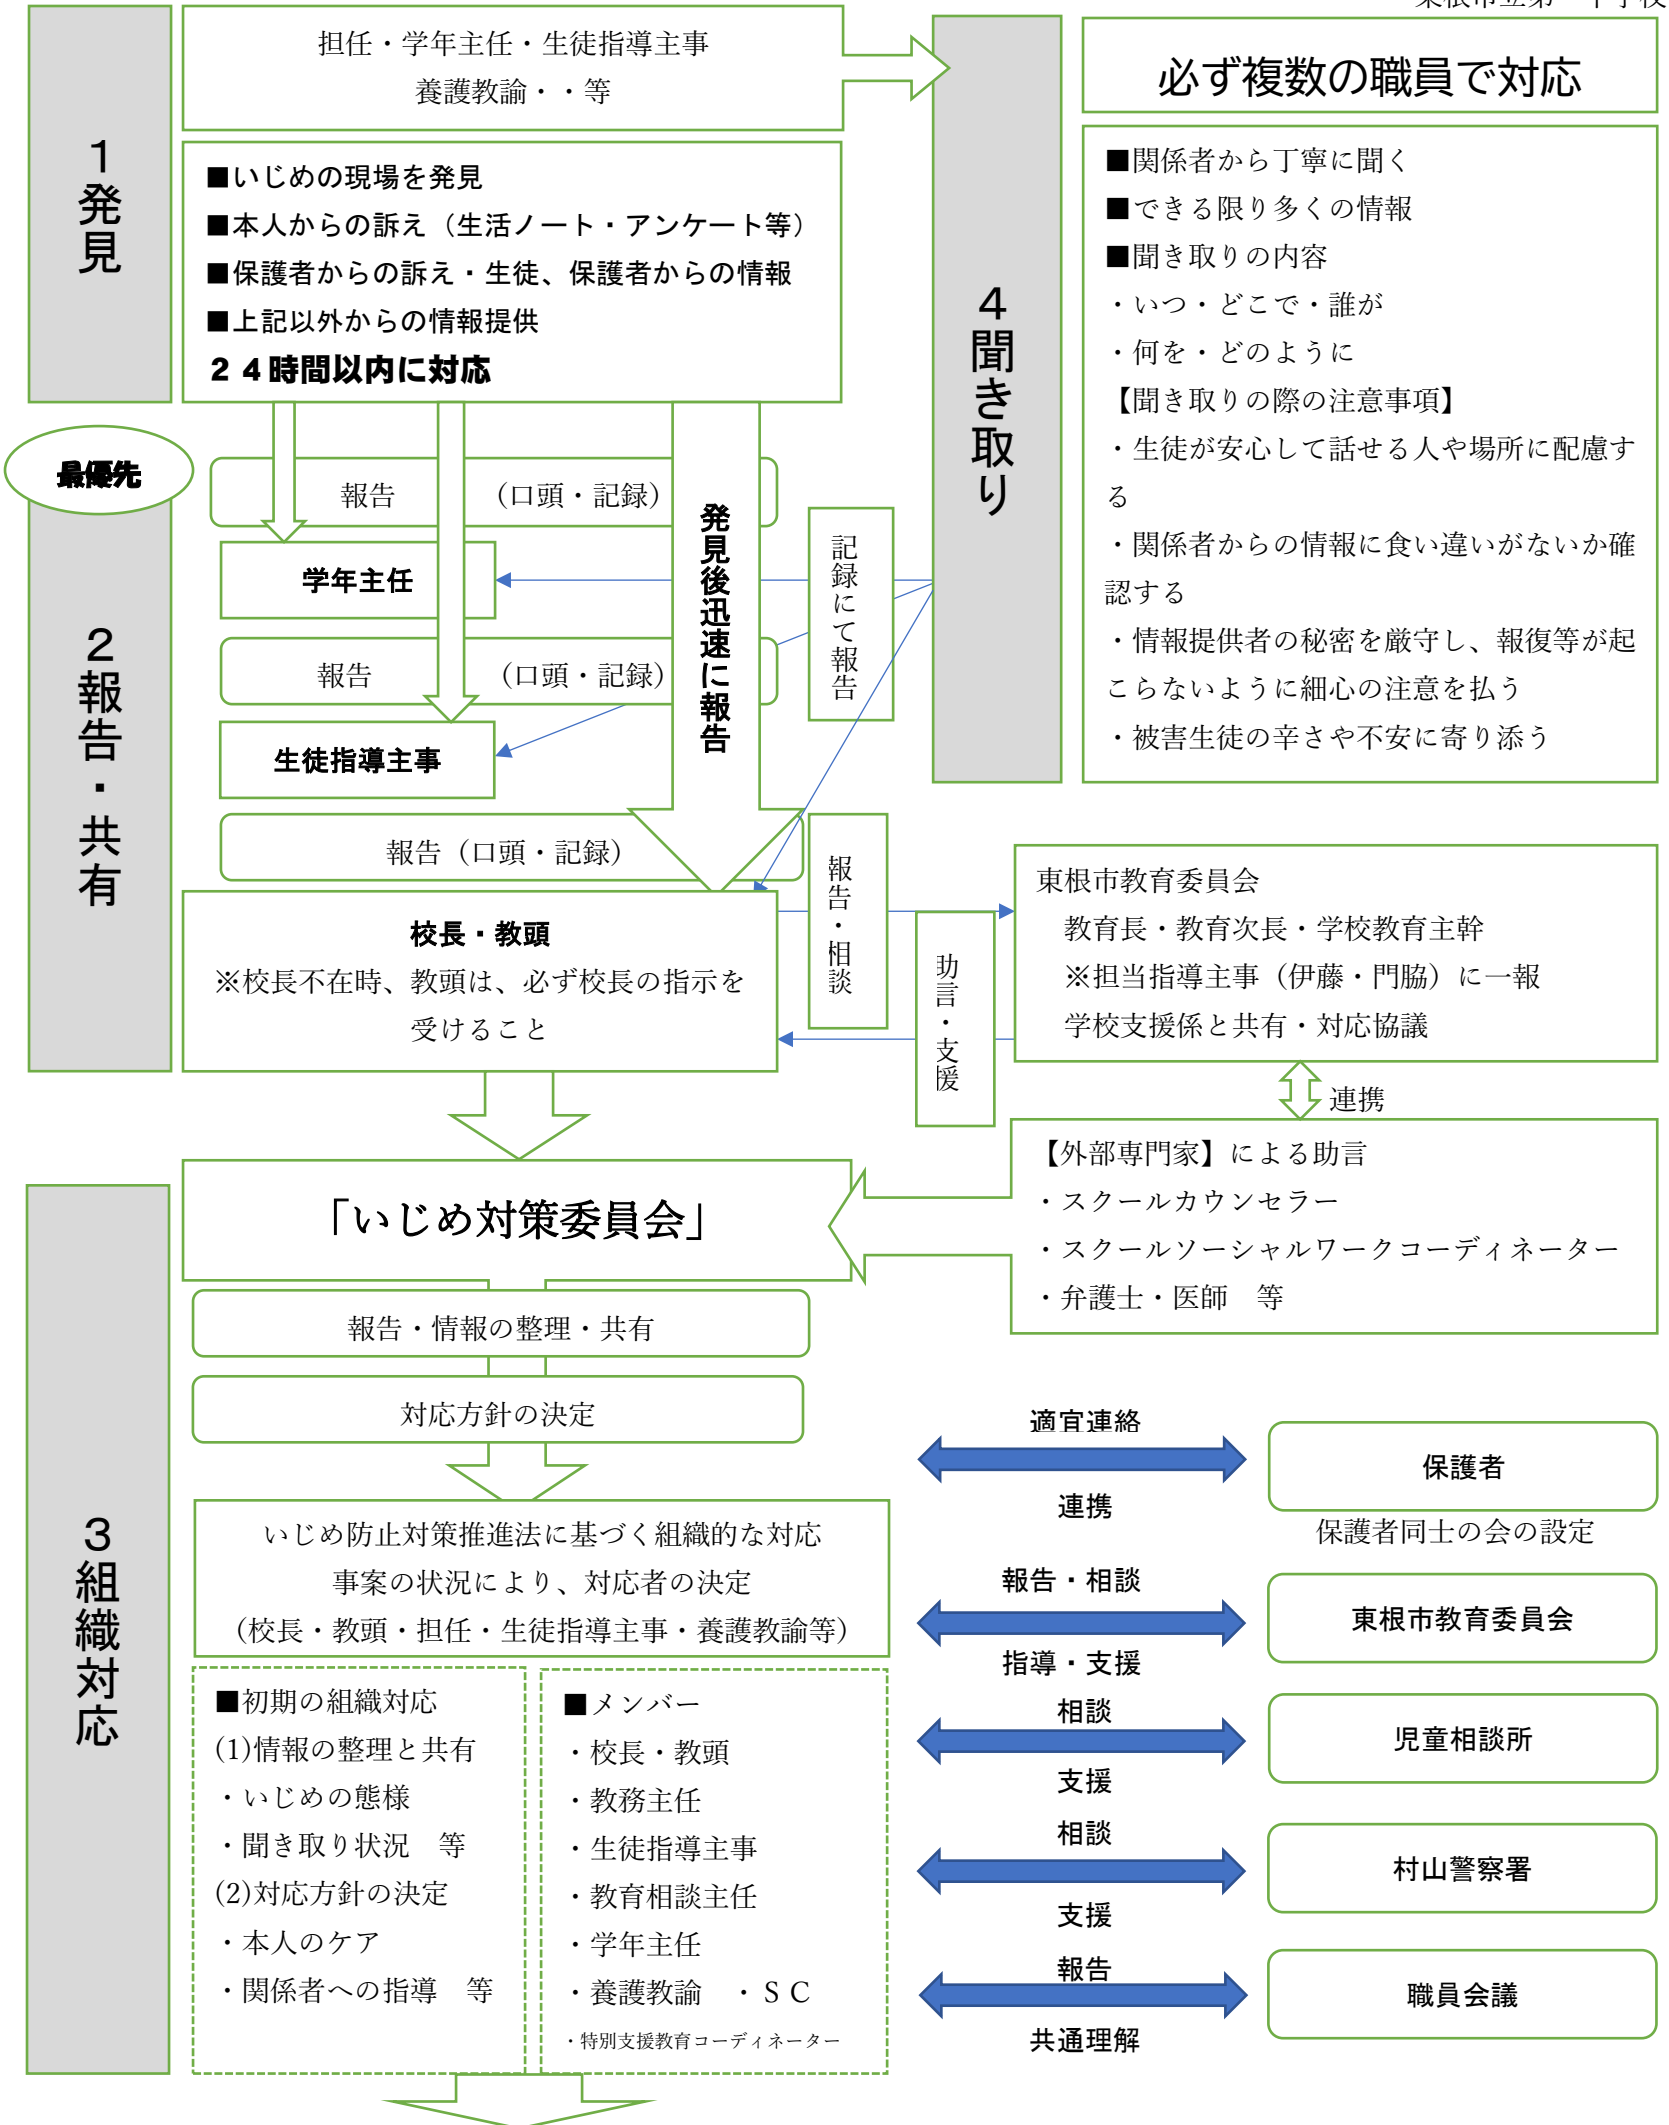 担任・学年主任・生徒指導主事
養護教諭・・等
１発見
■いじめの現場を発見
■本人からの訴え（生活ノート・アンケート等）
■保護者からの訴え・生徒、保護者からの情報
■上記以外からの情報提供
２４時間以内に対応
４聞き取り
必ず複数の職員で対応
■関係者から丁寧に聞く
■できる限り多くの情報
■聞き取りの内容
・いつ・どこで・誰が
・何を・どのように
【聞き取りの際の注意事項】
・生徒が安心して話せる人や場所に配慮す
る
・関係者からの情報に食い違いがないか確
認する
・情報提供者の秘密を厳守し、報復等が起
こらないように細心の注意を払う
・被害生徒の辛さや不安に寄り添う
最優先
２報告・共有
報告　　　　（口頭・記録）
学年主任
報告　　　　　（口頭・記録）
生徒指導主事
報告（口頭・記録）
発見後迅速に報告
記録にて報告
校長・教頭
※校長不在時、教頭は、必ず校長の指示を
受けること
報告・相談
助言・支援
東根市教育委員会
教育長・教育次長・学校教育主幹
※担当指導主事（伊藤・門脇）に一報
学校支援係と共有・対応協議
連携
【外部専門家】による助言
・スクールカウンセラー
・スクールソーシャルワークコーディネーター
・弁護士・医師　等
３組織対応
「いじめ対策委員会」
報告・情報の整理・共有
対応方針の決定
いじめ防止対策推進法に基づく組織的な対応
事案の状況により、対応者の決定
（校長・教頭・担任・生徒指導主事・養護教諭等）
■初期の組織対応
(1)情報の整理と共有
・いじめの態様
・聞き取り状況　等
(2)対応方針の決定
・本人のケア
・関係者への指導　等
■メンバー
・校長・教頭
・教務主任
・生徒指導主事
・教育相談主任
・学年主任
・養護教諭　・ＳＣ
・特別支援教育コーディネーター
適宜連絡
連携
保護者
保護者同士の会の設定
報告・相談
指導・支援
東根市教育委員会
相談
支援
児童相談所
相談
支援
村山警察署
報告
共通理解
職員会議